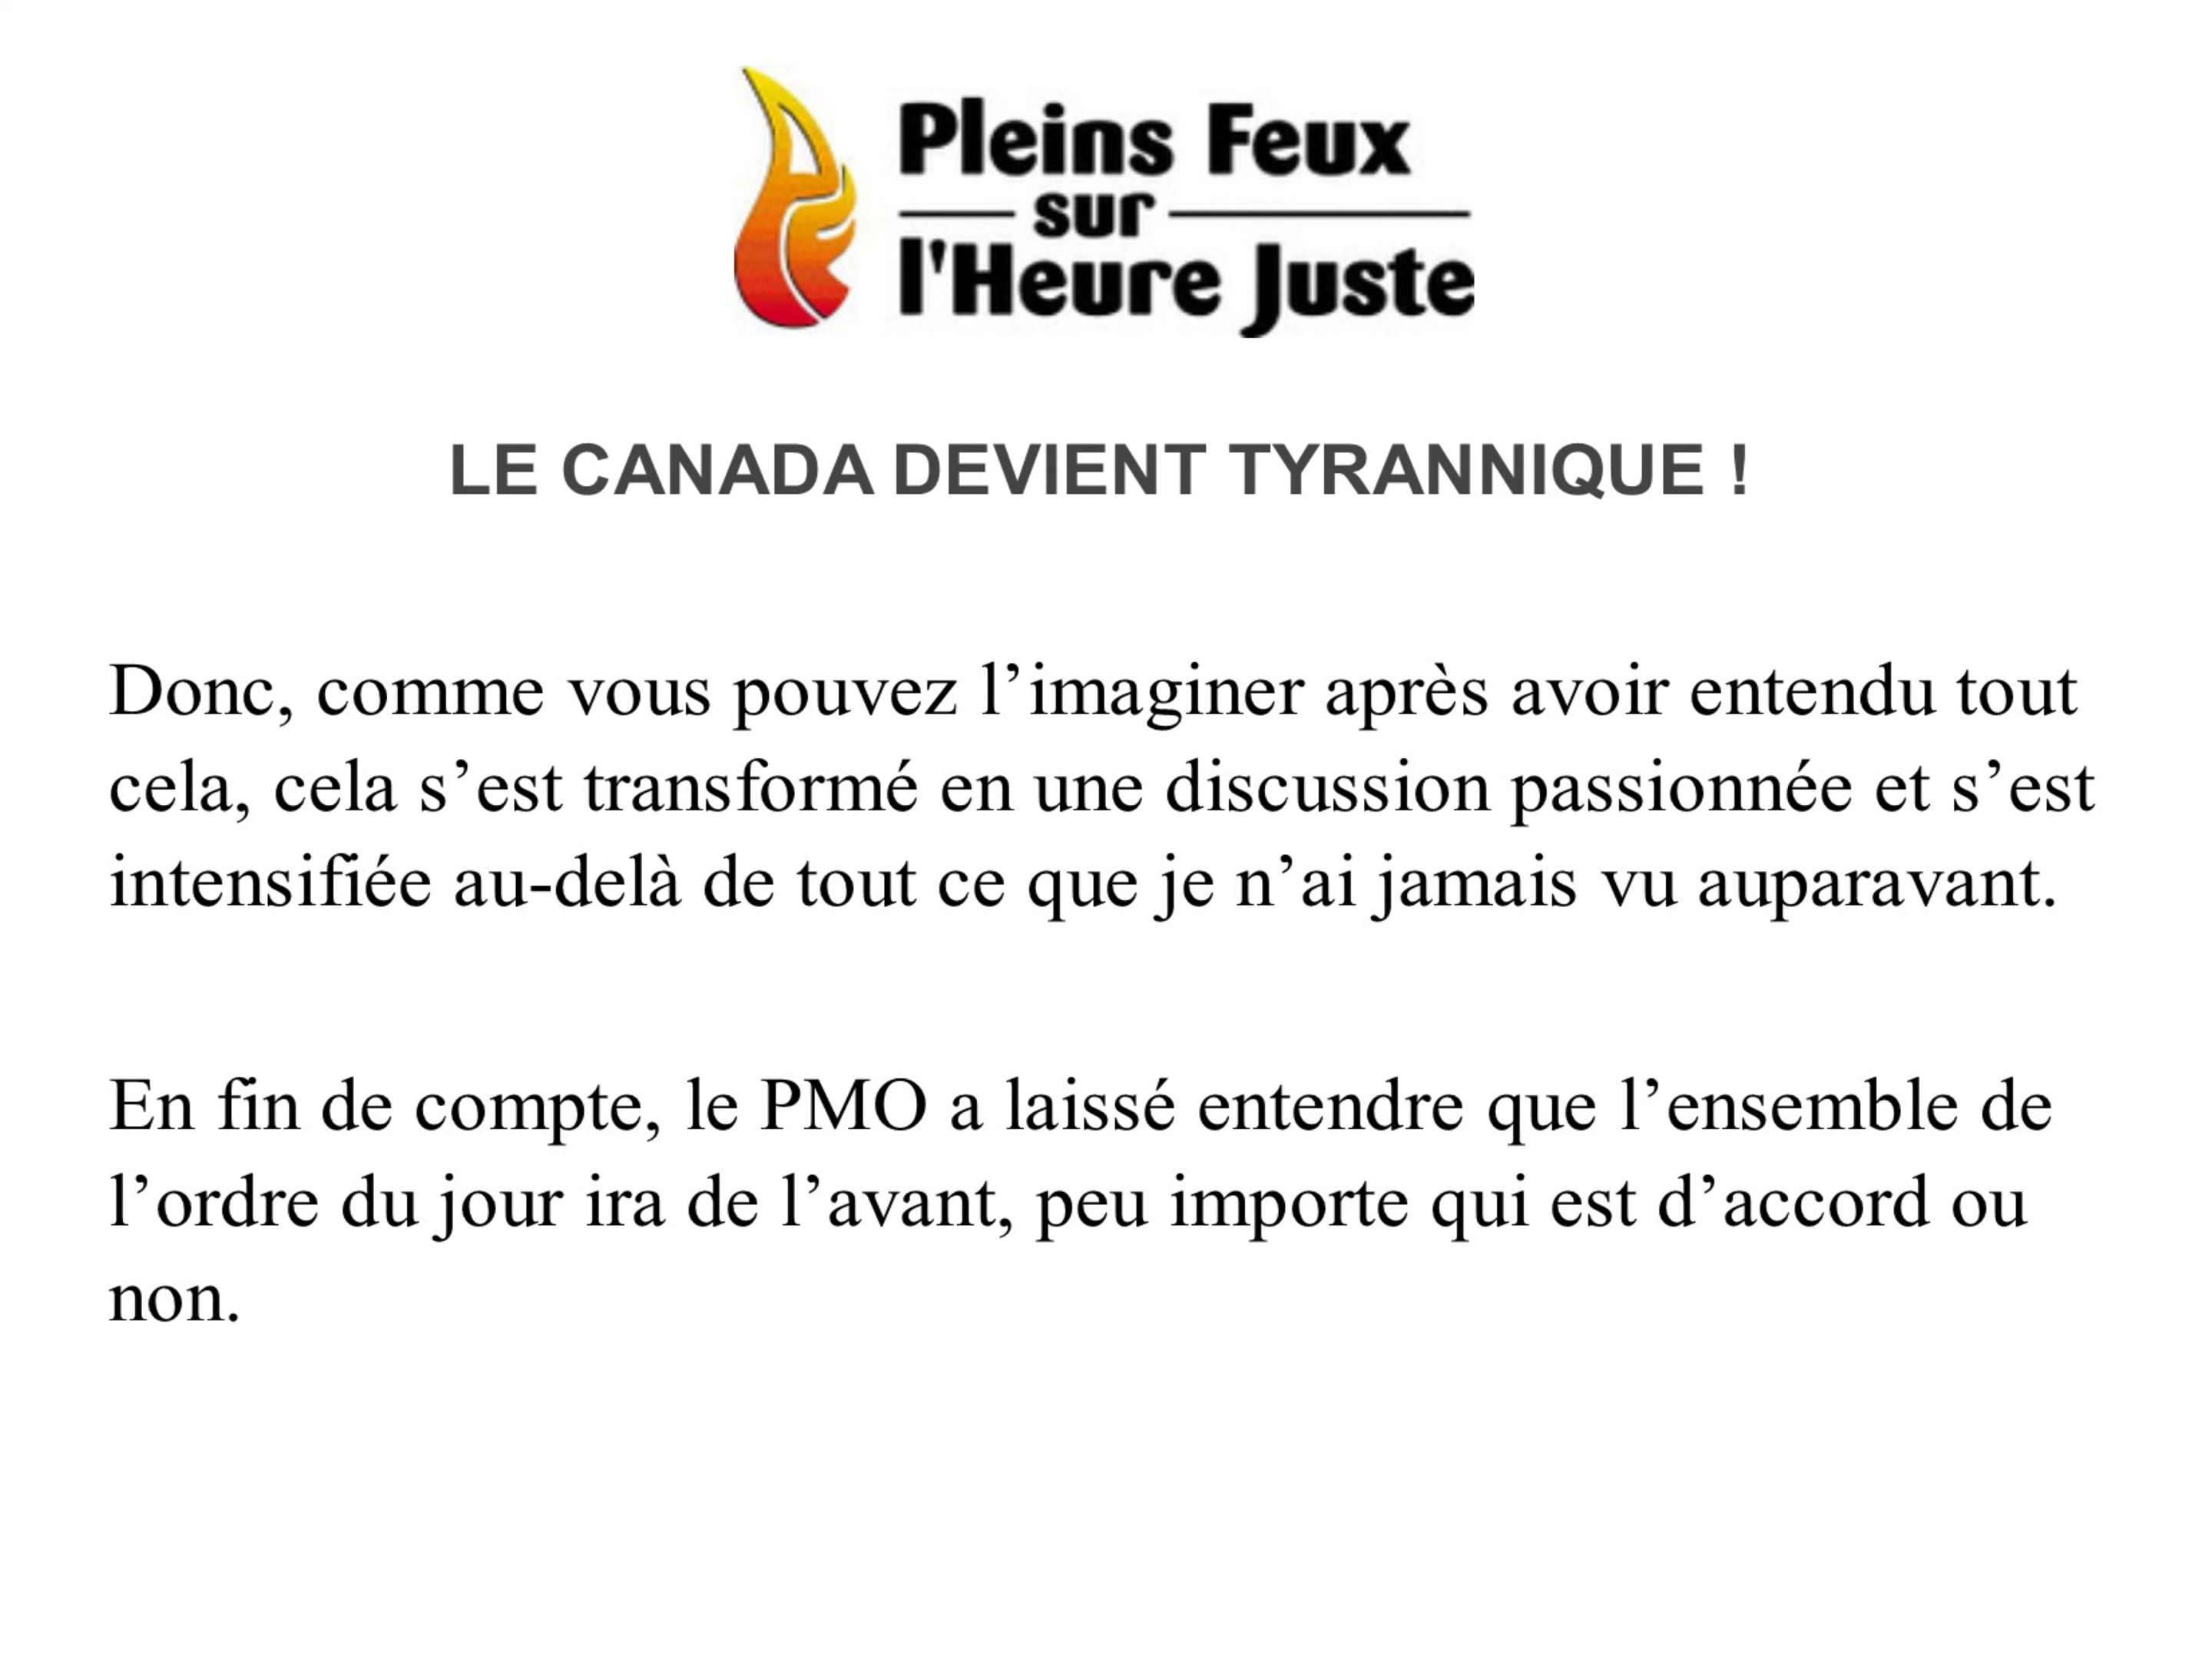 Pleins Feux
sur
l'Heure Juste
LE CANADA DEVIENT TYRANNIQUE !
Donc, comme vous pouvez l’imaginer après avoir entendu tout
cela, cela s’est transformé en une discussion passionnée et s’est
intensifiée au-delà de tout ce que je n’ai jamais vu auparavant.
En fin de compte, le PMO a laissé entendre que l’ensemble de
l’ordre du jour ira de l’avant, peu importe qui est d’accord ou
non.